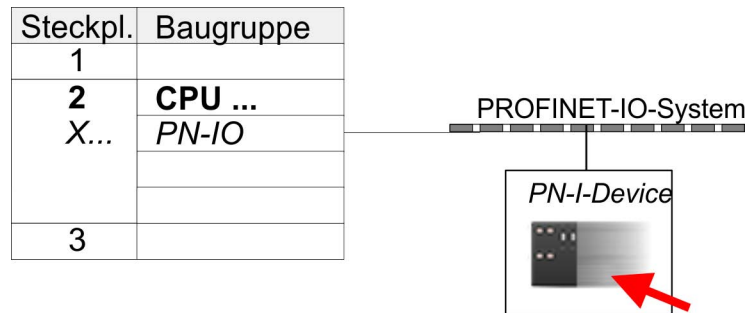 Steckpl. Baugruppe
1
2 CPU ...
X... PN-IO
3
PROFINET-IO-System
PN-I-Device